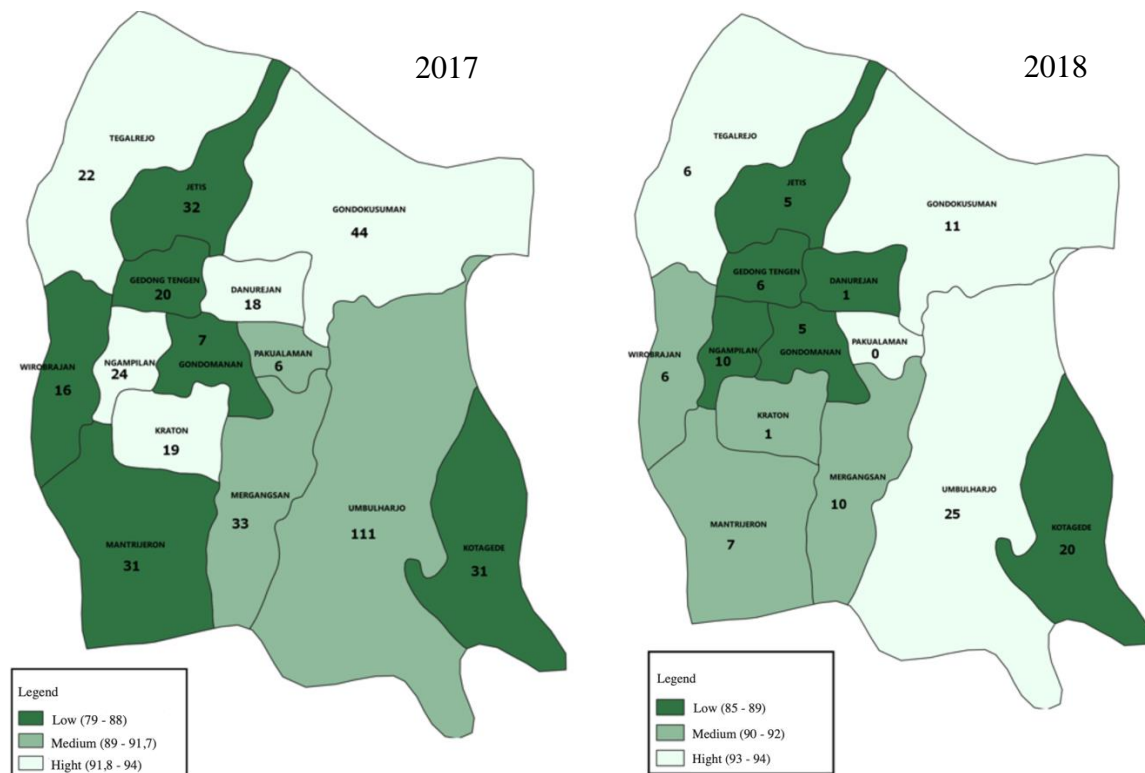 2017
TEGALREJO
22
JETIS
32
GONDOKUSUMAN
44
GEDONG TENGEN
20
DANUREJAN
18
7
GONDOMANAN
PAKUALAMAN
6
WIROBRAJAN
16
NGAMPILAN
24
KRATON
19
MERGANGSAN
33
UMBULHARJO
111
MANTRIJERON
31
KOTAGEDE
31
Legend
Low (79 - 88)
Medium (89 - 91,7)
Hight (91,8 - 94)
2018
TEGALREJO
6
JETIS
5
GONDOKUSUMAN
11
GEDONG TENGEN
6
DANUREJAN
1
5
GONDOMANAN
PAKUALAMAN
0
WIROBRAJAN
6
NGAMPILAN
10
KRATON
1
MERGANGSAN
10
UMBULHARJO
25
MANTRIJERON
7
KOTAGEDE
20
Legend
Low (85 - 89)
Medium (90 - 92)
Hight (93 - 94)